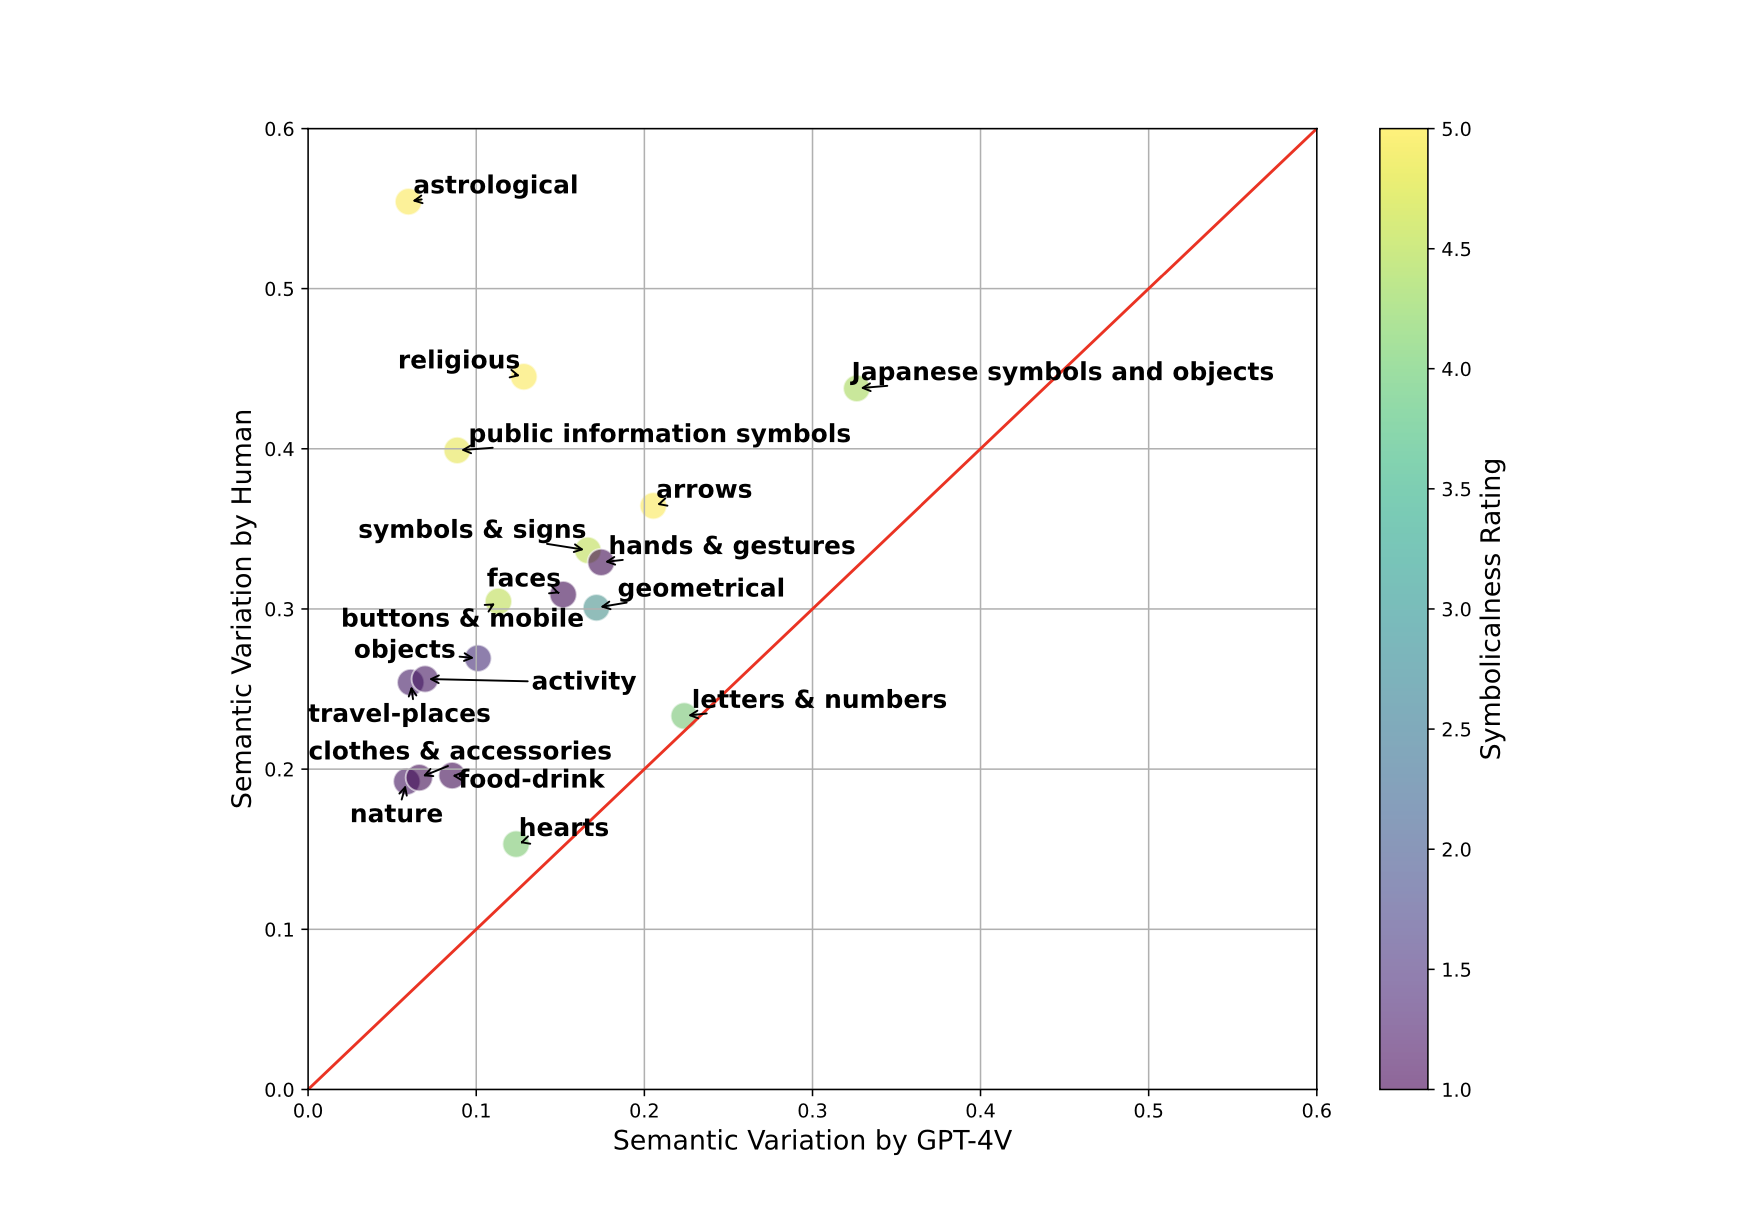 0.6
0.5
0.4
0.3
0.2
0.1
0.0
Semantic Variation by Human
astrological
religious
Japanese symbols and objects
public information symbols
arrows
symbols & signs
hands & gestures
faces
geometrical
buttons & mobile
objects
activity
letters & numbers
travel-places
clothes & accessories
food-drink
nature
hearts
0.0 0.1 0.2 0.3 0.4 0.5 0.6
Semantic Variation by GPT-4V
5.0
4.5
4.0
3.5
3.0
2.5
2.0
1.5
1.0
Symbolicalness Rating